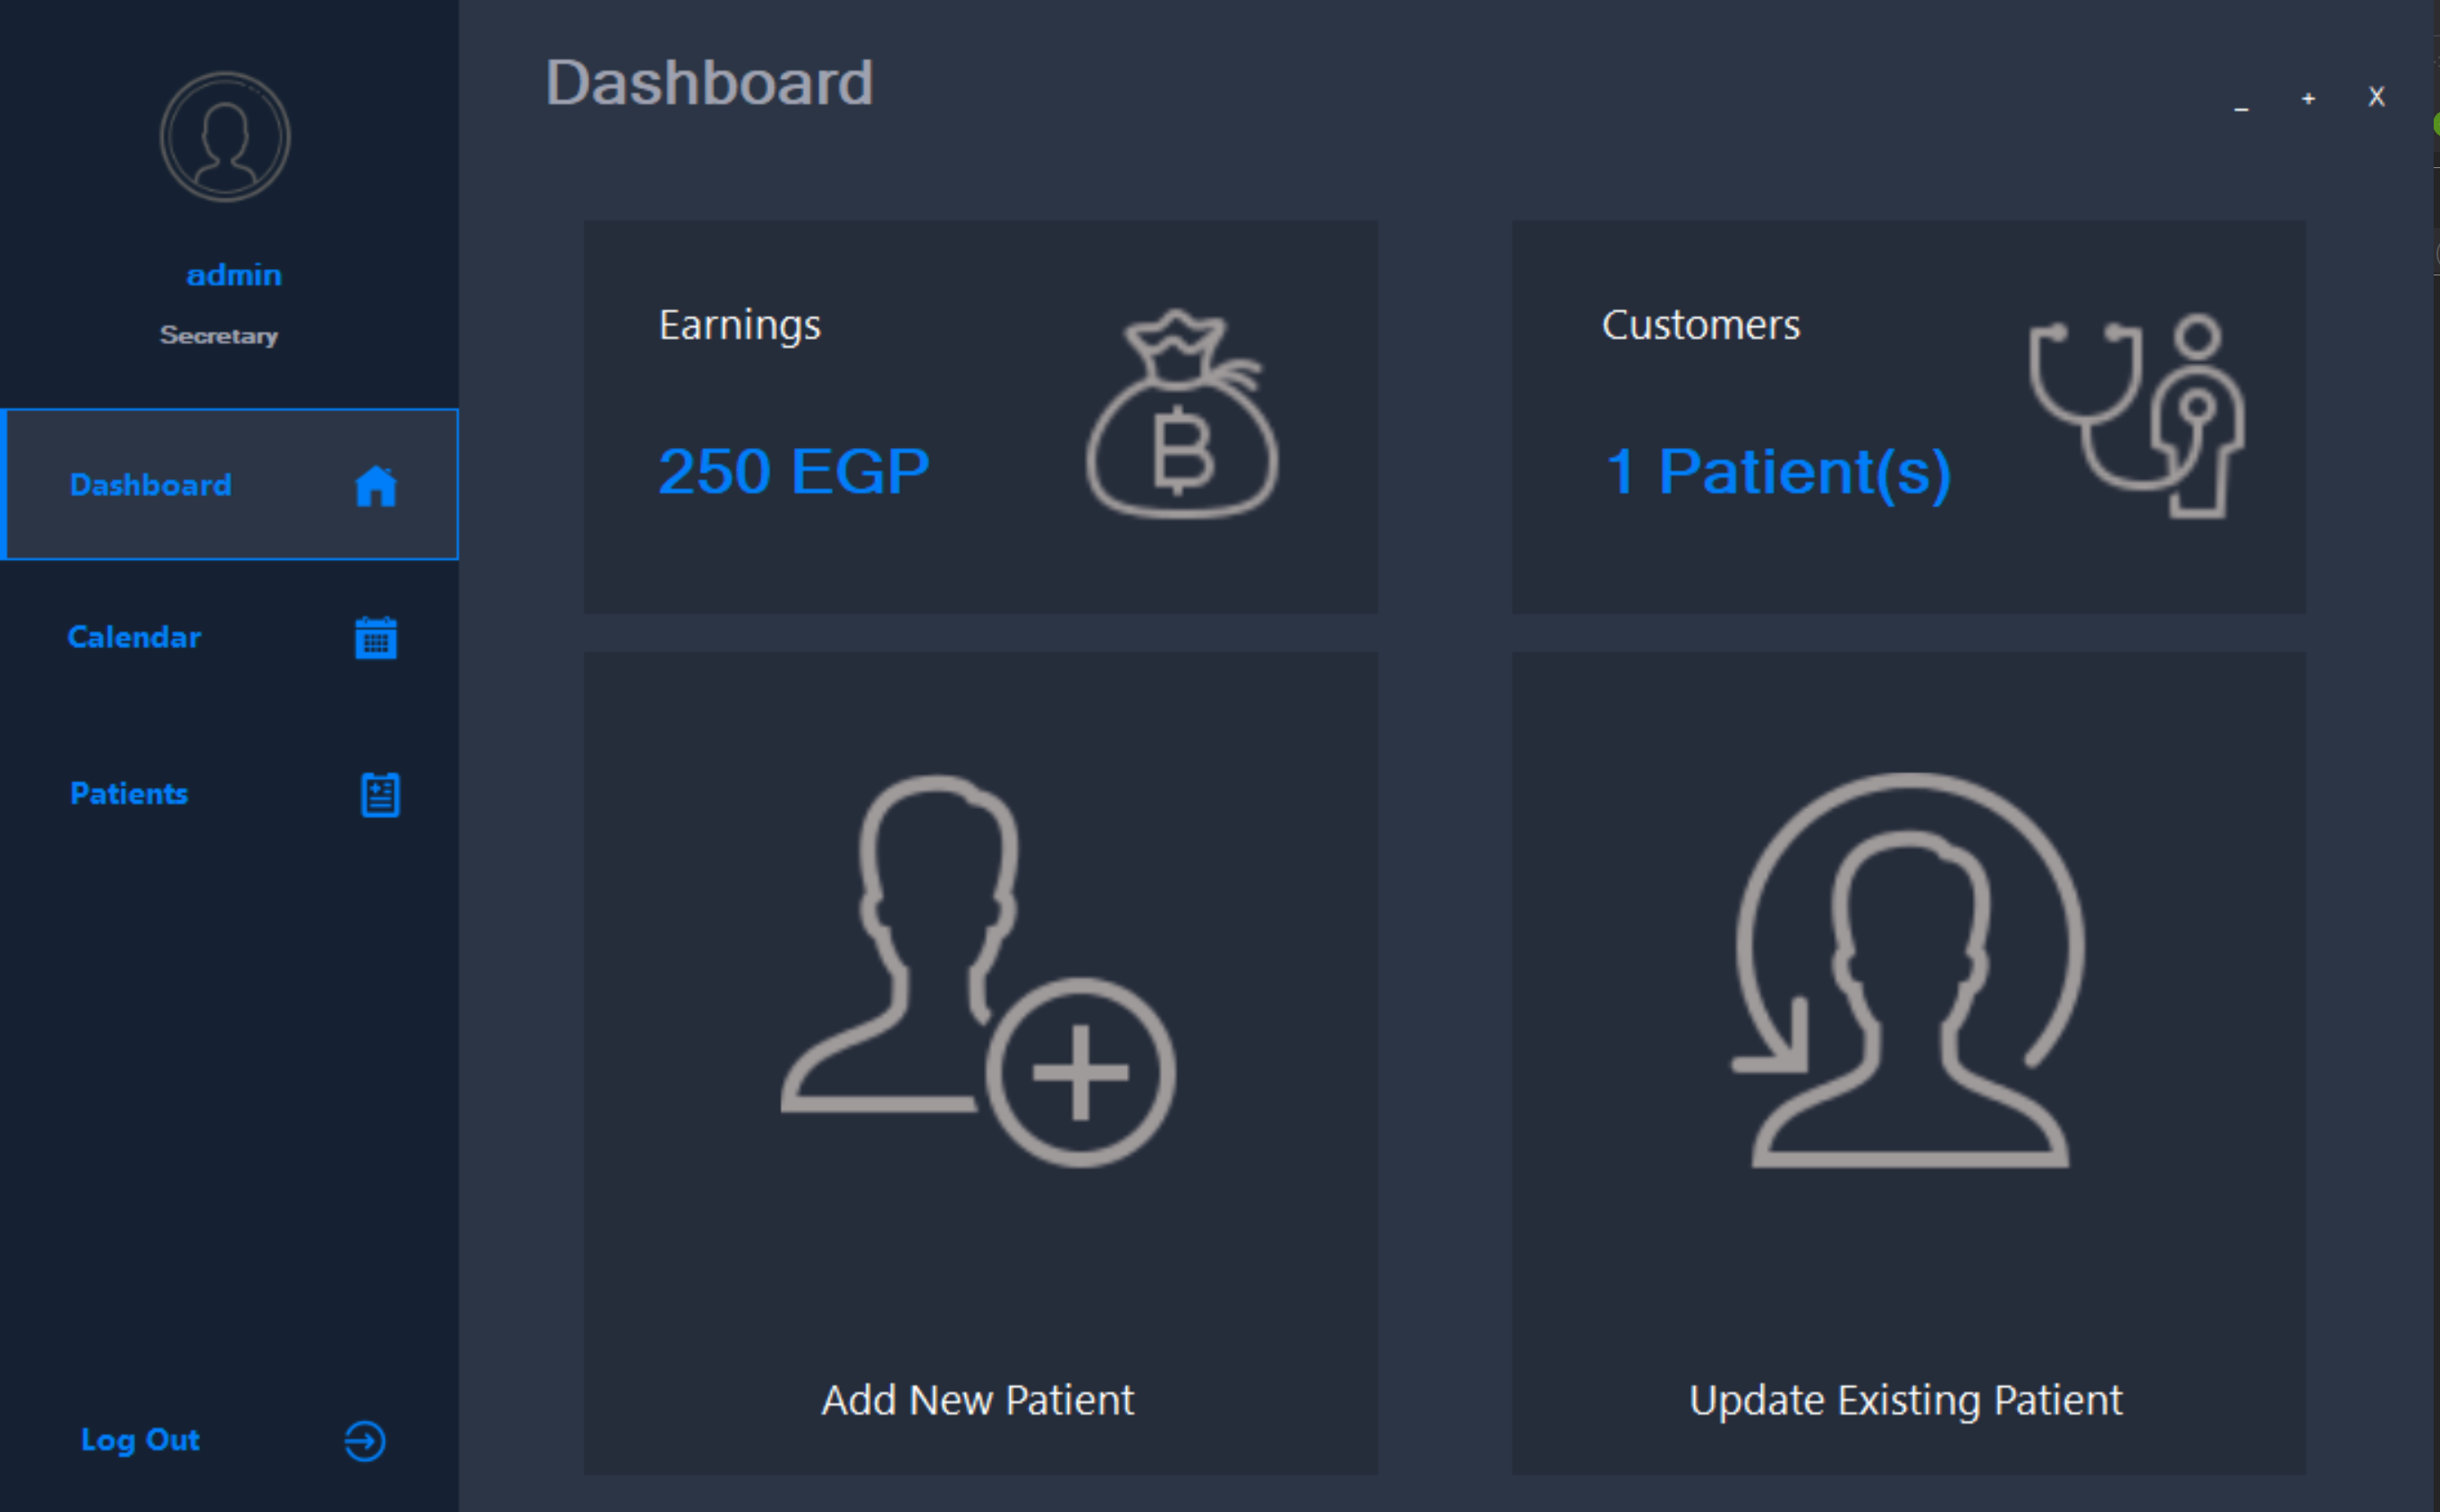 Dashboard
_ + X
admin
Secretary
Dashboard
Calendar
Patients
Log Out
Earnings
250 EGP
Customers
1 Patient(s)
Add New Patient
Update Existing Patient